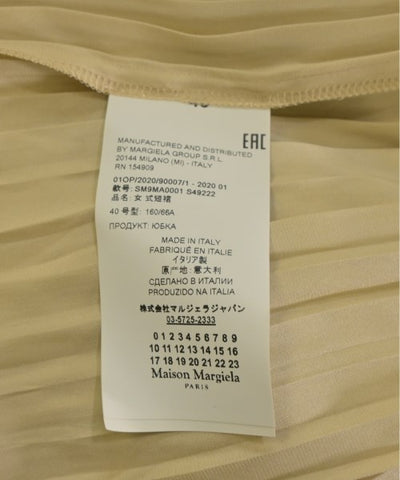 40
MANUFACTURED AND DISTRIBUTED
BY MARGIELA GROUP S.R.L.
20144 MILANO (MI) - ITALY
RN 154909
EAC
01OP/2020/90007/1 - 2020 01
款号: SM9MA0001 S49222
品名: 女式短裙
40 号型: 160/66A
ПРОДУКТ: ЮБКА
MADE IN ITALY
FABRIQUÉ EN ITALIE
イタリア製
原产地: 意大利
СДЕЛАНО В ИТАЛИИ
PRODUZIDO NA ITALIA
株式会社マルジェラジャパン
03-5725-2333
0 1 2 3 4 5 6 7 8 9
10 11 12 13 14 15 16
17 18 19 20 21 22 23
Maison Margiela
PARIS